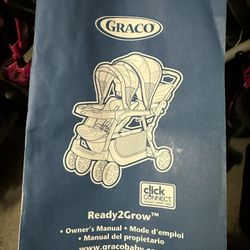 GRACO
click
CONNECT
Ready2Grow™
• Owner's Manual • Mode d'emploi
• Manual del propietario
www.gracobaby.c